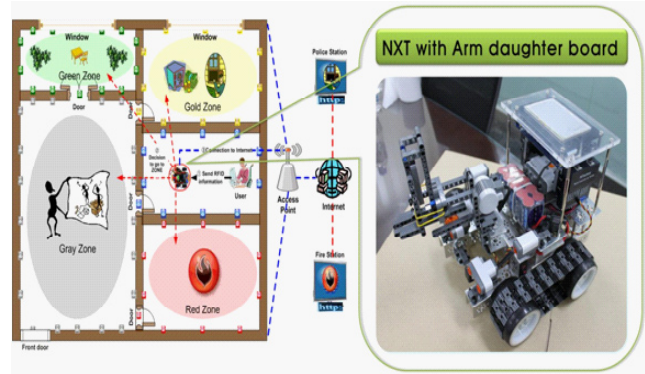 Window
Window
Police Station
NXT with Arm daughter board
http:
Green Zone
Gold Zone
Door
Door
Connection to Internet
Decision
to go to
ZONE
Send RFID
information
User
Access
Point
Internet
Door
Gray Zone
Fire Station
http:
Red Zone
Door
Front door